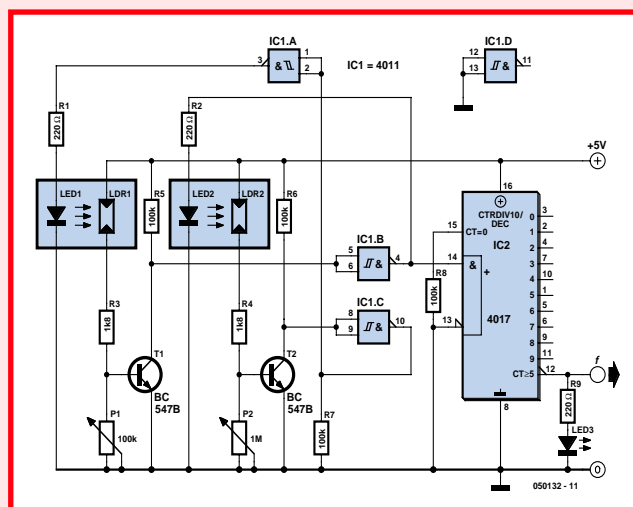 IC1.A
3
&
1
2
IC1 = 4011
IC1.D
12
13
&
11
R1
220 Ω
R2
220 Ω
+5V
LED1
LDR1
R5
100k
LED2
LDR2
R6
100k
16
CTRDIV10/
DEC
IC2
15
CT=0
14
&
+
R8
100k
13
4017
8
0
3
1
2
2
4
3
7
4
10
5
1
6
5
7
6
8
9
9
11
CT≥5
12
IC1.B
5
6
&
4
IC1.C
8
9
&
10
R3
1k8
R4
1k8
T1
BC
547B
T2
BC
547B
P1
100k
P2
1M
R7
100k
f
R9
220 Ω
LED3
0
050132 - 11